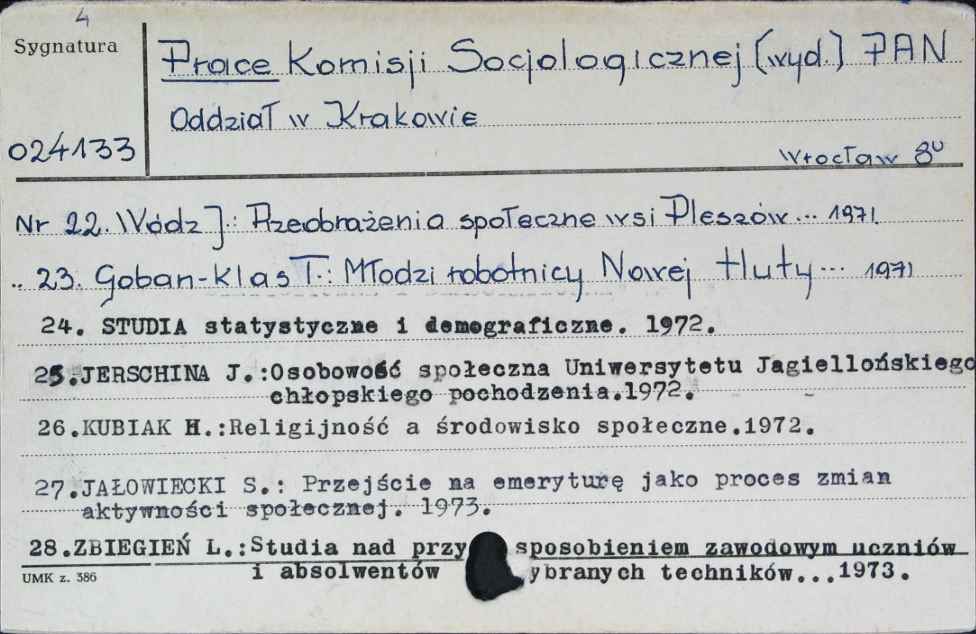 4
Sygnatura
Prace Komisji Socjologicznej (wyd.) PAN
Oddział w Krakowie
024133
Wrocław 8°
Nr 22. Wódz J.: Przeobrażenia społeczne wsi Pleszów... 1971.
„ 23. Goban-Klas T.: Młodzi robotnicy Nowej Huty... 1971
24. STUDIA statystyczne i demograficzne. 1972.
25.JERSCHINA J.:Osobowość społeczna Uniwersytetu Jagiellońskiego
chłopskiego pochodzenia.1972.
26.KUBIAK H.:Religijność a środowisko społeczne.1972.
27.JAŁOWIECKI S.: Przejście na emeryturę jako proces zmian
aktywności społecznej. 1973.
28.ZBIEGIEŃ L.:Studia nad przy sposobieniem zawodowym uczniów
UMK z. 386
i absolwentów ybranych techników...1973.